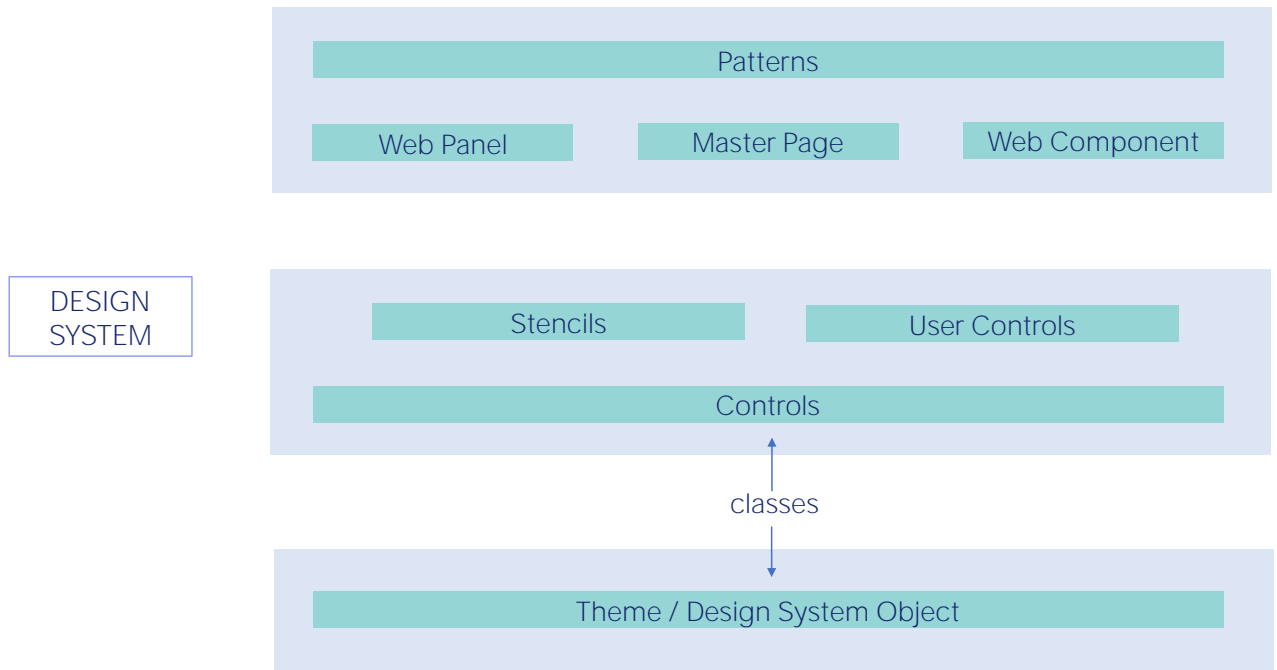 Patterns
Web Panel
Master Page
Web Component
DESIGN
SYSTEM
Stencils
User Controls
Controls
classes
Theme / Design System Object